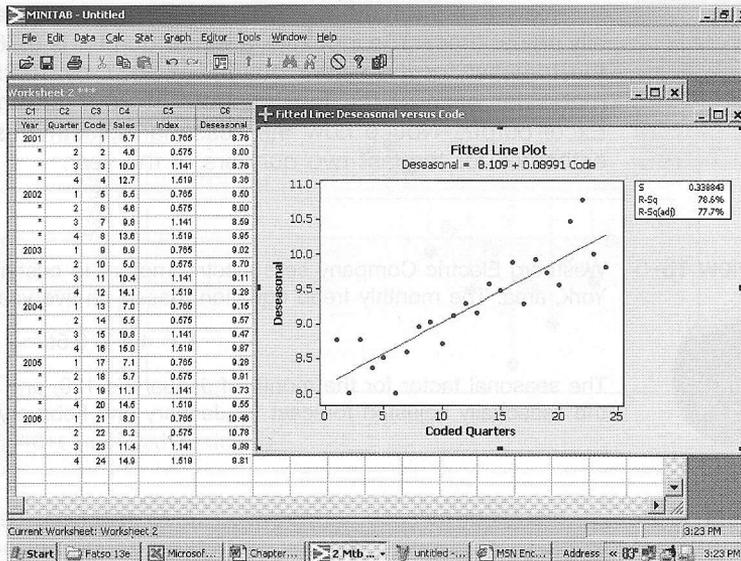 MINITAB - Untitled
File Edit Data Calc Stat Graph Editor Tools Window Help
Worksheet 2 ***
C1 C2 C3 C4 C5 C6
Year Quarter Code Sales Index Deseasonal
2001 1 1 6.7 0.765 8.76
* 2 2 4.6 0.575 8.00
* 3 3 10.0 1.141 8.76
* 4 4 12.7 1.519 8.36
2002 1 5 6.5 0.765 8.50
* 2 6 4.6 0.575 8.00
* 3 7 9.8 1.141 8.59
* 4 8 13.6 1.519 8.95
2003 1 9 6.9 0.765 9.02
* 2 10 5.0 0.575 8.70
* 3 11 10.4 1.141 9.11
* 4 12 14.1 1.519 9.28
2004 1 13 7.0 0.765 9.15
* 2 14 5.5 0.575 9.57
* 3 15 10.8 1.141 9.47
* 4 16 15.0 1.519 9.87
2005 1 17 7.1 0.765 9.28
* 2 18 5.7 0.575 9.91
* 3 19 11.1 1.141 9.73
* 4 20 14.5 1.519 9.55
2006 1 21 8.0 0.765 10.46
2 22 6.2 0.575 10.78
3 23 11.4 1.141 9.99
4 24 14.9 1.519 9.81
Fitted Line: Deseasonal versus Code
Fitted Line Plot
Deseasonal = 8.109 + 0.08991 Code
S 0.338843
R-Sq 78.6%
R-Sq(adj) 77.7%
11.0
10.5
10.0
9.5
9.0
8.5
8.0
Deseasonal
0 5 10 15 20 25
Coded Quarters
Current Worksheet: Worksheet 2 3:23 PM
Start Fatso 13e Microsof... Chapter... 2 Mtb ... untitled -... MSN Enc... Address « 83° 3:23 PM